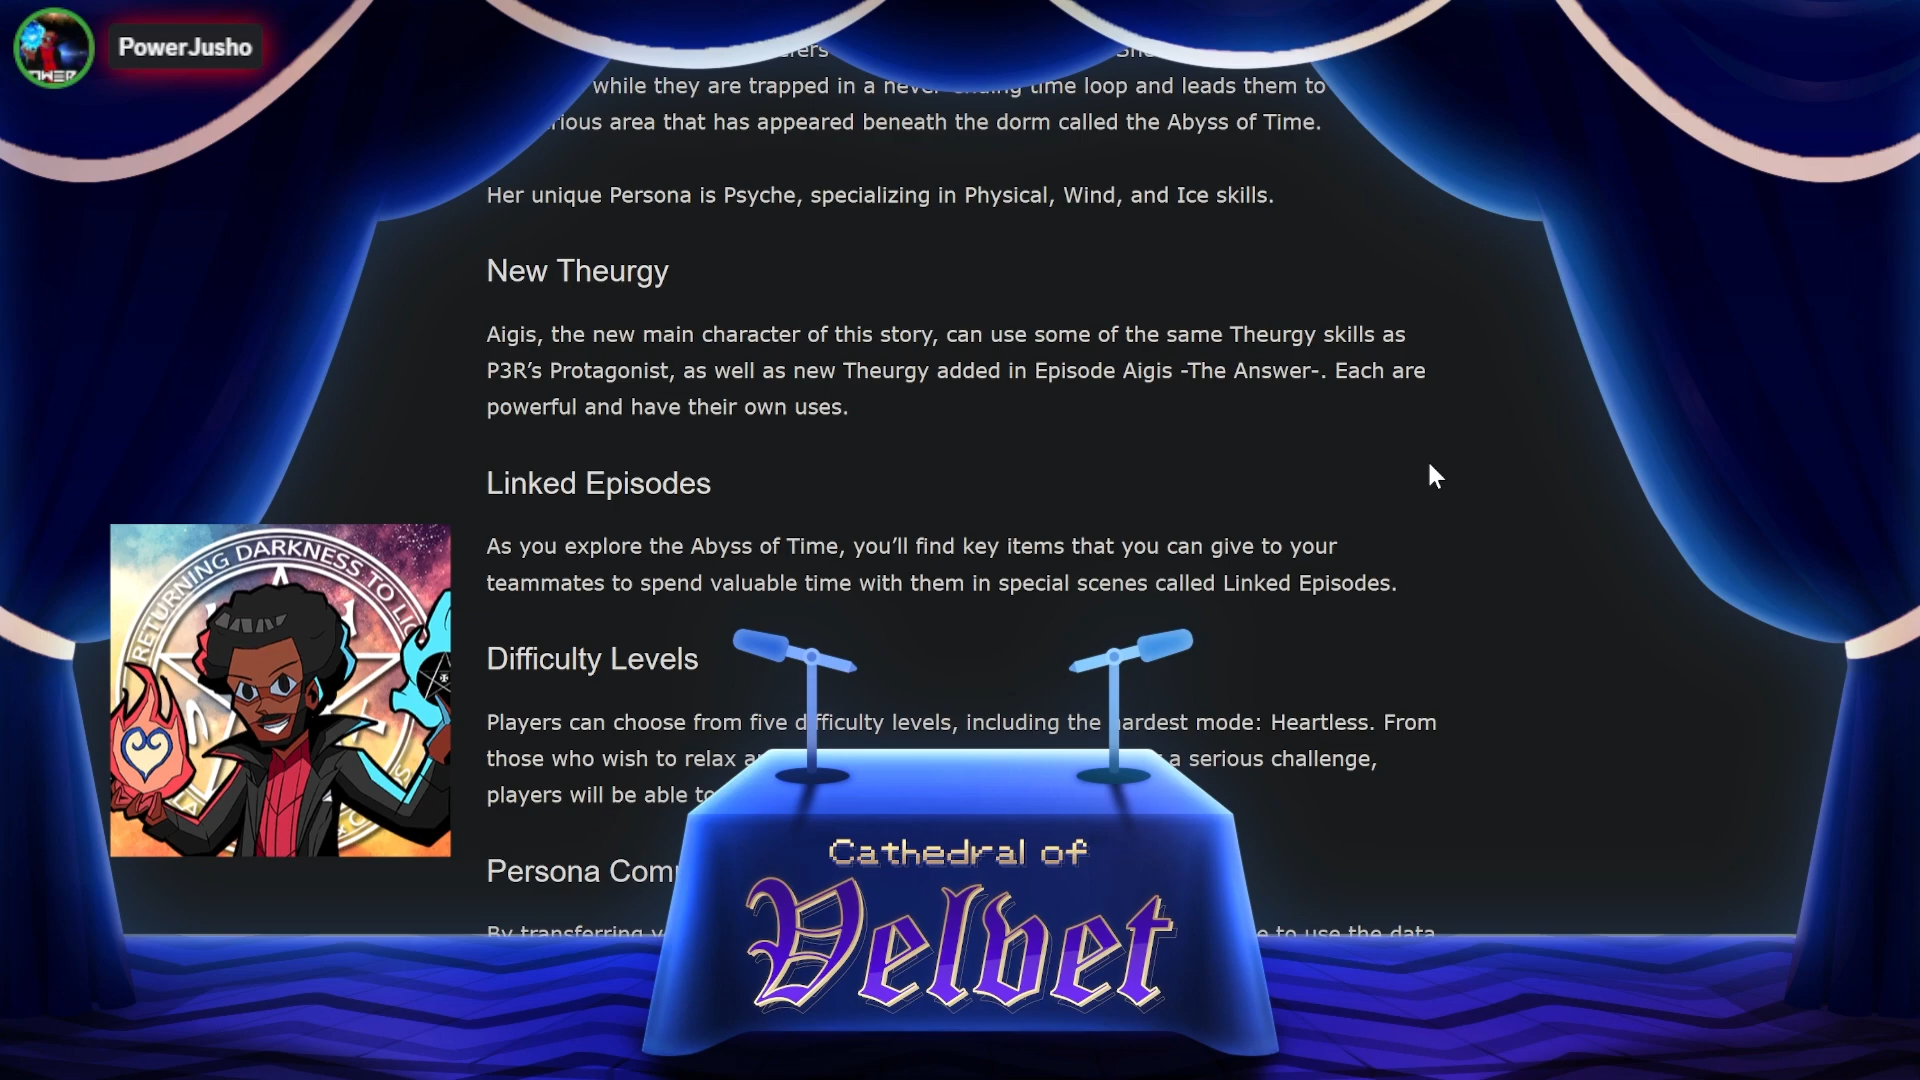 PowerJusho
while they are trapped in a never-ending time loop and leads them to
area that has appeared beneath the dorm called the Abyss of Time.
Her unique Persona is Psyche, specializing in Physical, Wind, and Ice skills.
New Theurgy
Aigis, the new main character of this story, can use some of the same Theurgy skills as
P3R’s Protagonist, as well as new Theurgy added in Episode Aigis -The Answer-. Each are
powerful and have their own uses.
Linked Episodes
As you explore the Abyss of Time, you’ll find key items that you can give to your
teammates to spend valuable time with them in special scenes called Linked Episodes.
RETURNING DARKNESS TO
Difficulty Levels
Players can choose from five difficulty levels, including the hardest mode: Heartless. From
those who wish to relax a serious challenge,
players will be able to
Persona
By transferring to use the data
Cathedral of
Velvet